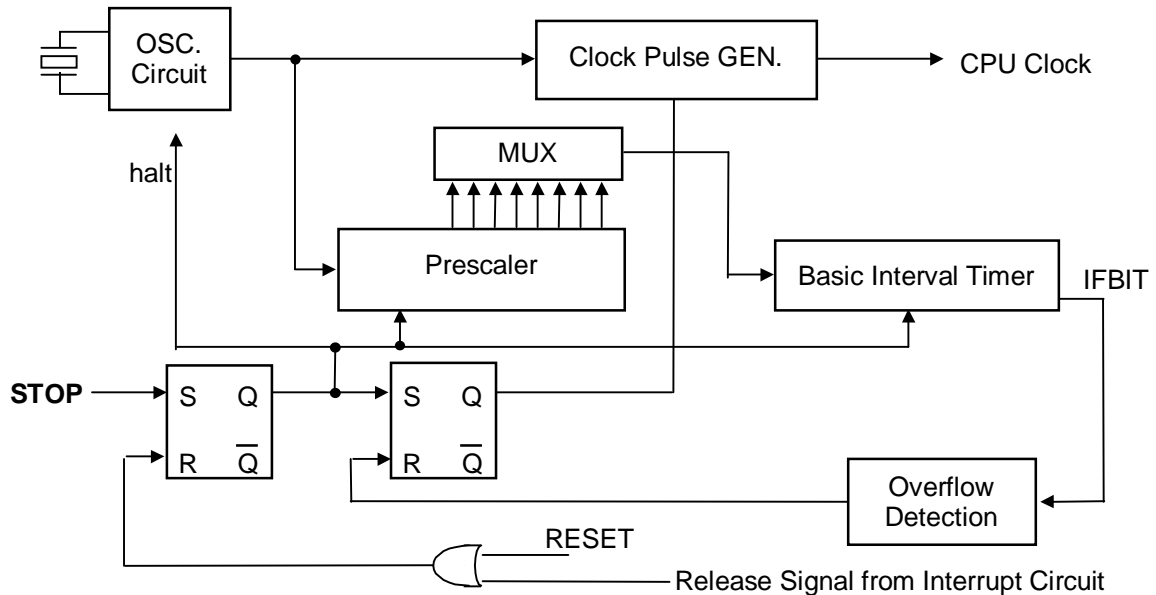 OSC.
Circuit
Clock Pulse GEN.
CPU Clock
MUX
halt
Prescaler
Basic Interval Timer
IFBIT
STOP
S Q
R Q̅
S Q
R Q̅
Overflow
Detection
RESET
Release Signal from Interrupt Circuit